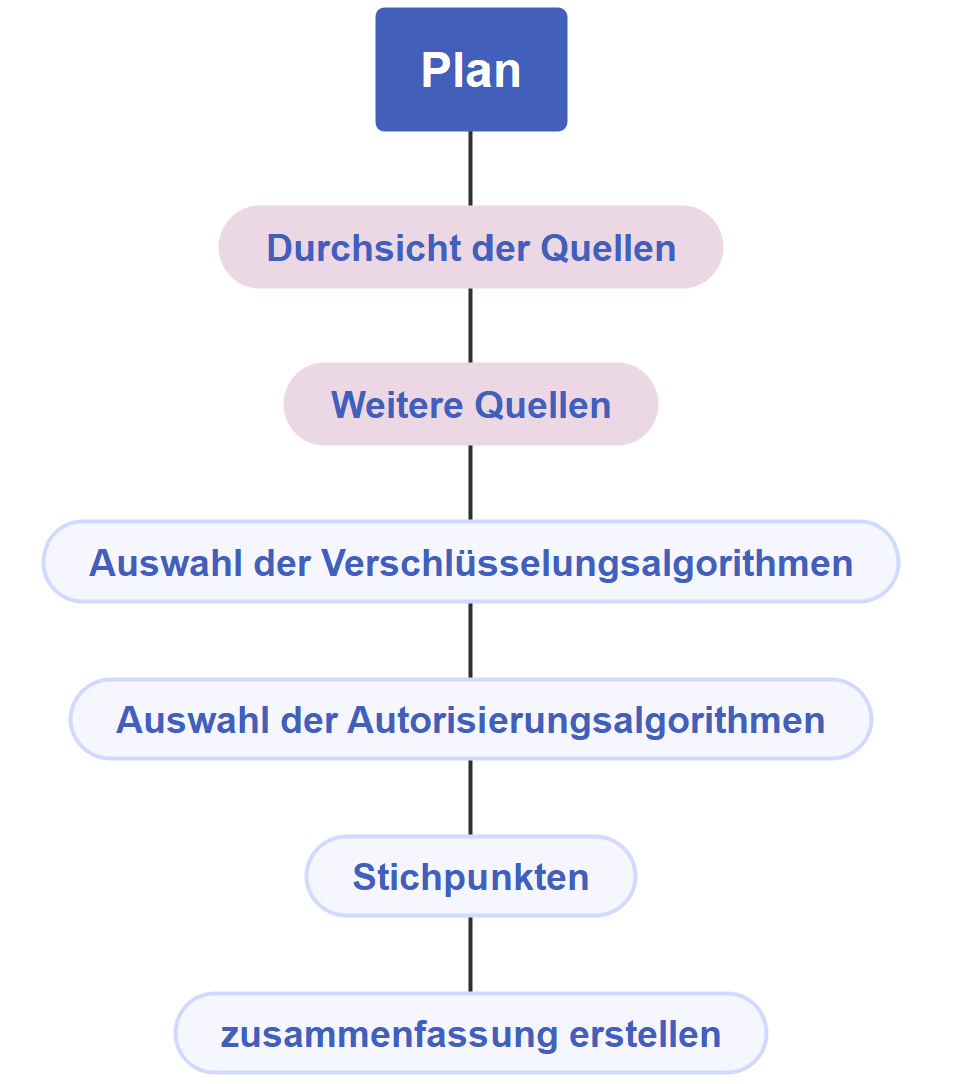 Plan
Durchsicht der Quellen
Weitere Quellen
Auswahl der Verschlüsselungsalgorithmen
Auswahl der Autorisierungsalgorithmen
Stichpunkten
zusammenfassung erstellen